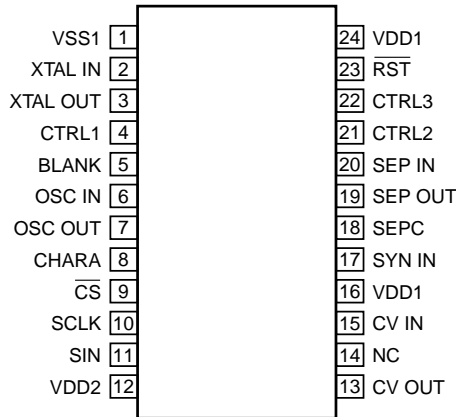 VSS1 1 24 VDD1
XTAL IN 2 23 R̅S̅T̅
XTAL OUT 3 22 CTRL3
CTRL1 4 21 CTRL2
BLANK 5 20 SEP IN
OSC IN 6 19 SEP OUT
OSC OUT 7 18 SEPC
CHARA 8 17 SYN IN
C̅S̅ 9 16 VDD1
SCLK 10 15 CV IN
SIN 11 14 NC
VDD2 12 13 CV OUT